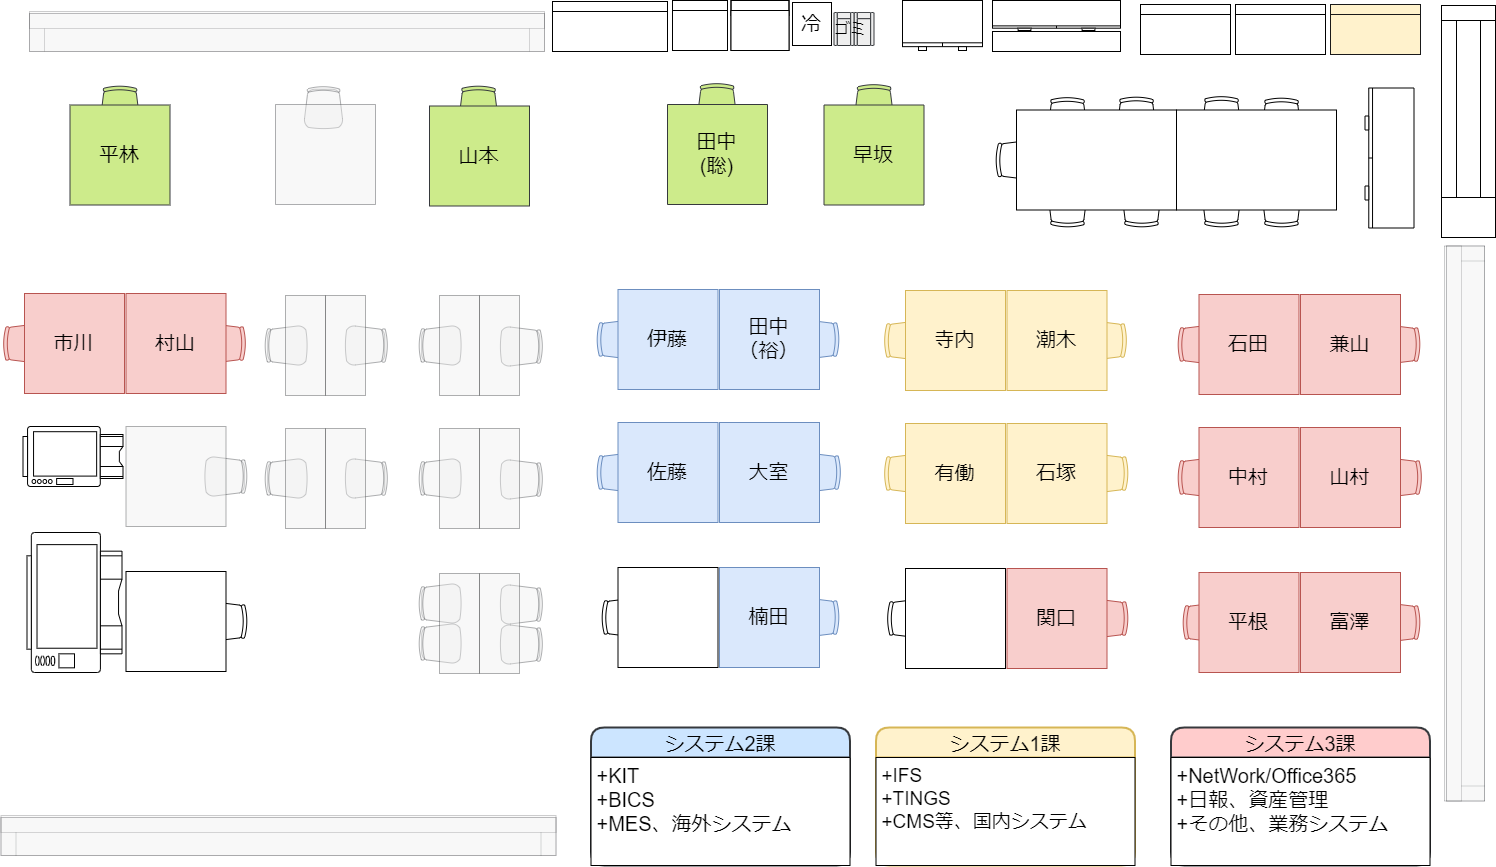 冷
ゴミ
平林
山本
田中
(聡)
早坂
市川
村山
伊藤
田中
（裕）
寺内
潮木
石田
兼山
佐藤
大室
有働
石塚
中村
山村
楠田
関口
平根
富澤
システム2課
+KIT
+BICS
+MES、海外システム
システム1課
+IFS
+TINGS
+CMS等、国内システム
システム3課
+NetWork/Office365
+日報、資産管理
+その他、業務システム